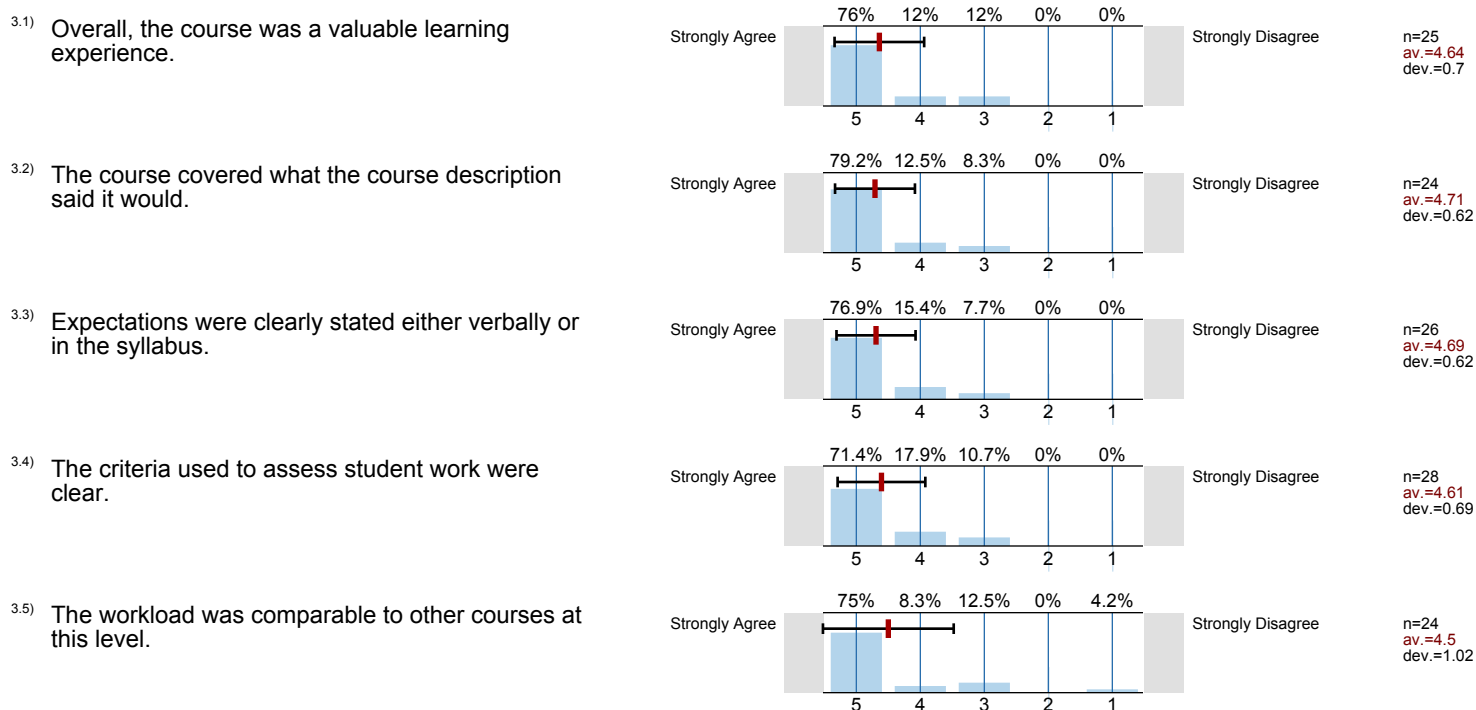 76% 12% 12% 0% 0%
3.1) Overall, the course was a valuable learning
experience.
Strongly Agree
Strongly Disagree
n=25
av.=4.64
dev.=0.7
5 4 3 2 1
79.2% 12.5% 8.3% 0% 0%
3.2) The course covered what the course description
said it would.
Strongly Agree
Strongly Disagree
n=24
av.=4.71
dev.=0.62
5 4 3 2 1
76.9% 15.4% 7.7% 0% 0%
3.3) Expectations were clearly stated either verbally or
in the syllabus.
Strongly Agree
Strongly Disagree
n=26
av.=4.69
dev.=0.62
5 4 3 2 1
71.4% 17.9% 10.7% 0% 0%
3.4) The criteria used to assess student work were
clear.
Strongly Agree
Strongly Disagree
n=28
av.=4.61
dev.=0.69
5 4 3 2 1
75% 8.3% 12.5% 0% 4.2%
3.5) The workload was comparable to other courses at
this level.
Strongly Agree
Strongly Disagree
n=24
av.=4.5
dev.=1.02
5 4 3 2 1